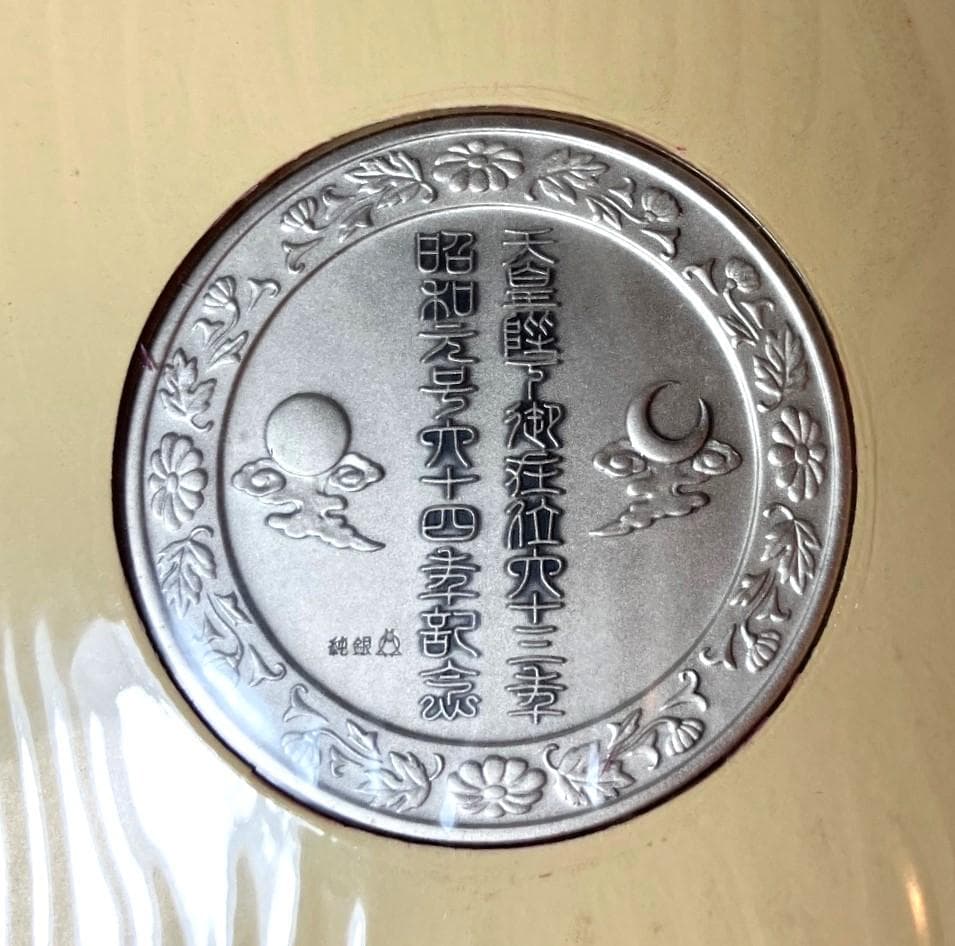 天皇陛下御在位六十三年
昭和元号六十四年記念
純銀